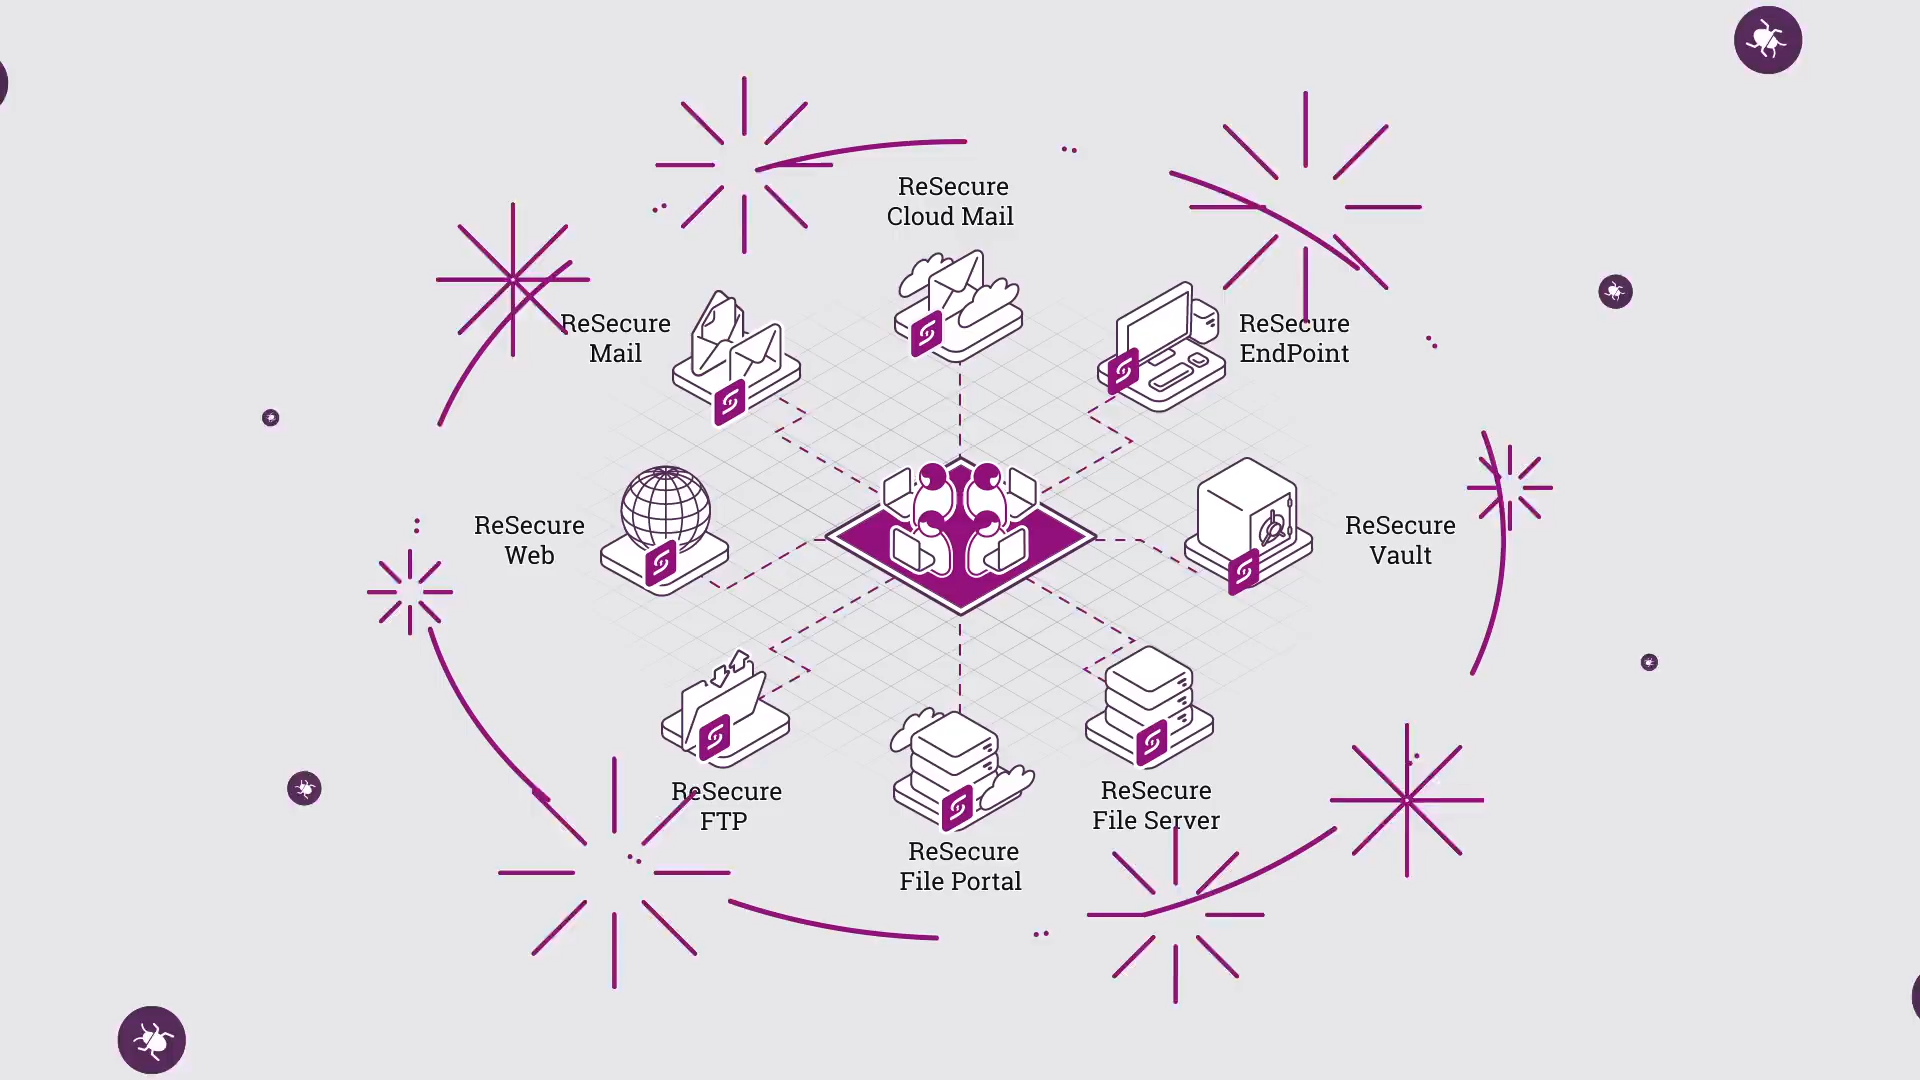 ReSecure
Cloud Mail
ReSecure
Mail
ReSecure
EndPoint
ReSecure
Web
ReSecure
Vault
ReSecure
FTP
ReSecure
File Server
ReSecure
File Portal